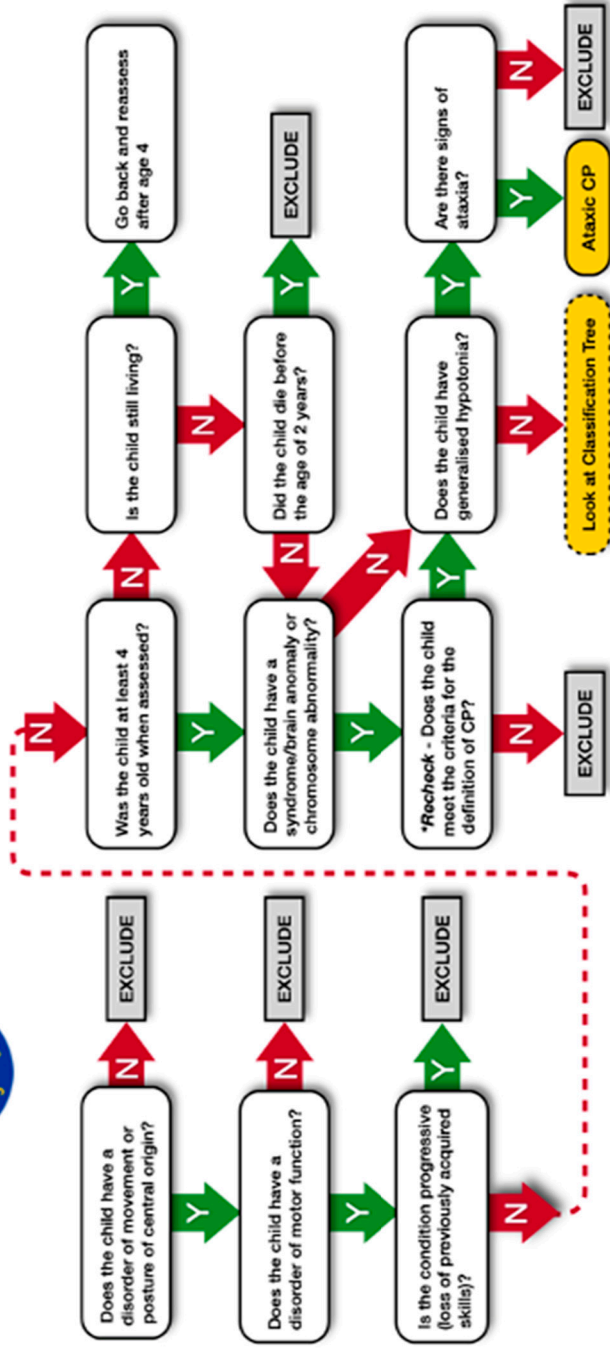 Does the child have a
disorder of movement or
posture of central origin?
N
EXCLUDE
Y
Does the child have a
disorder of motor function?
N
EXCLUDE
Y
Is the condition progressive
(loss of previously acquired
skills)?
Y
EXCLUDE
N
N
Was the child at least 4
years old when assessed?
N
Is the child still living?
Y
Go back and reassess
after age 4
Y
N
Does the child have a
syndrome/brain anomaly or
chromosome abnormality?
N
Did the child die before
the age of 2 years?
Y
EXCLUDE
Y
N
*Recheck - Does the child
meet the criteria for the
definition of CP?
Y
Does the child have
generalised hypotonia?
Y
Are there signs of
ataxia?
N
N
Y
N
EXCLUDE
Look at Classification Tree
Ataxic CP
EXCLUDE